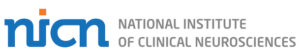 nicn
NATIONAL INSTITUTE
OF CLINICAL NEUROSCIENCES